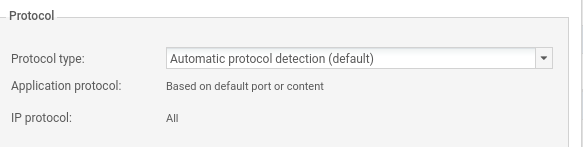 Protocol
Protocol type: Automatic protocol detection (default)
Application protocol: Based on default port or content
IP protocol: All